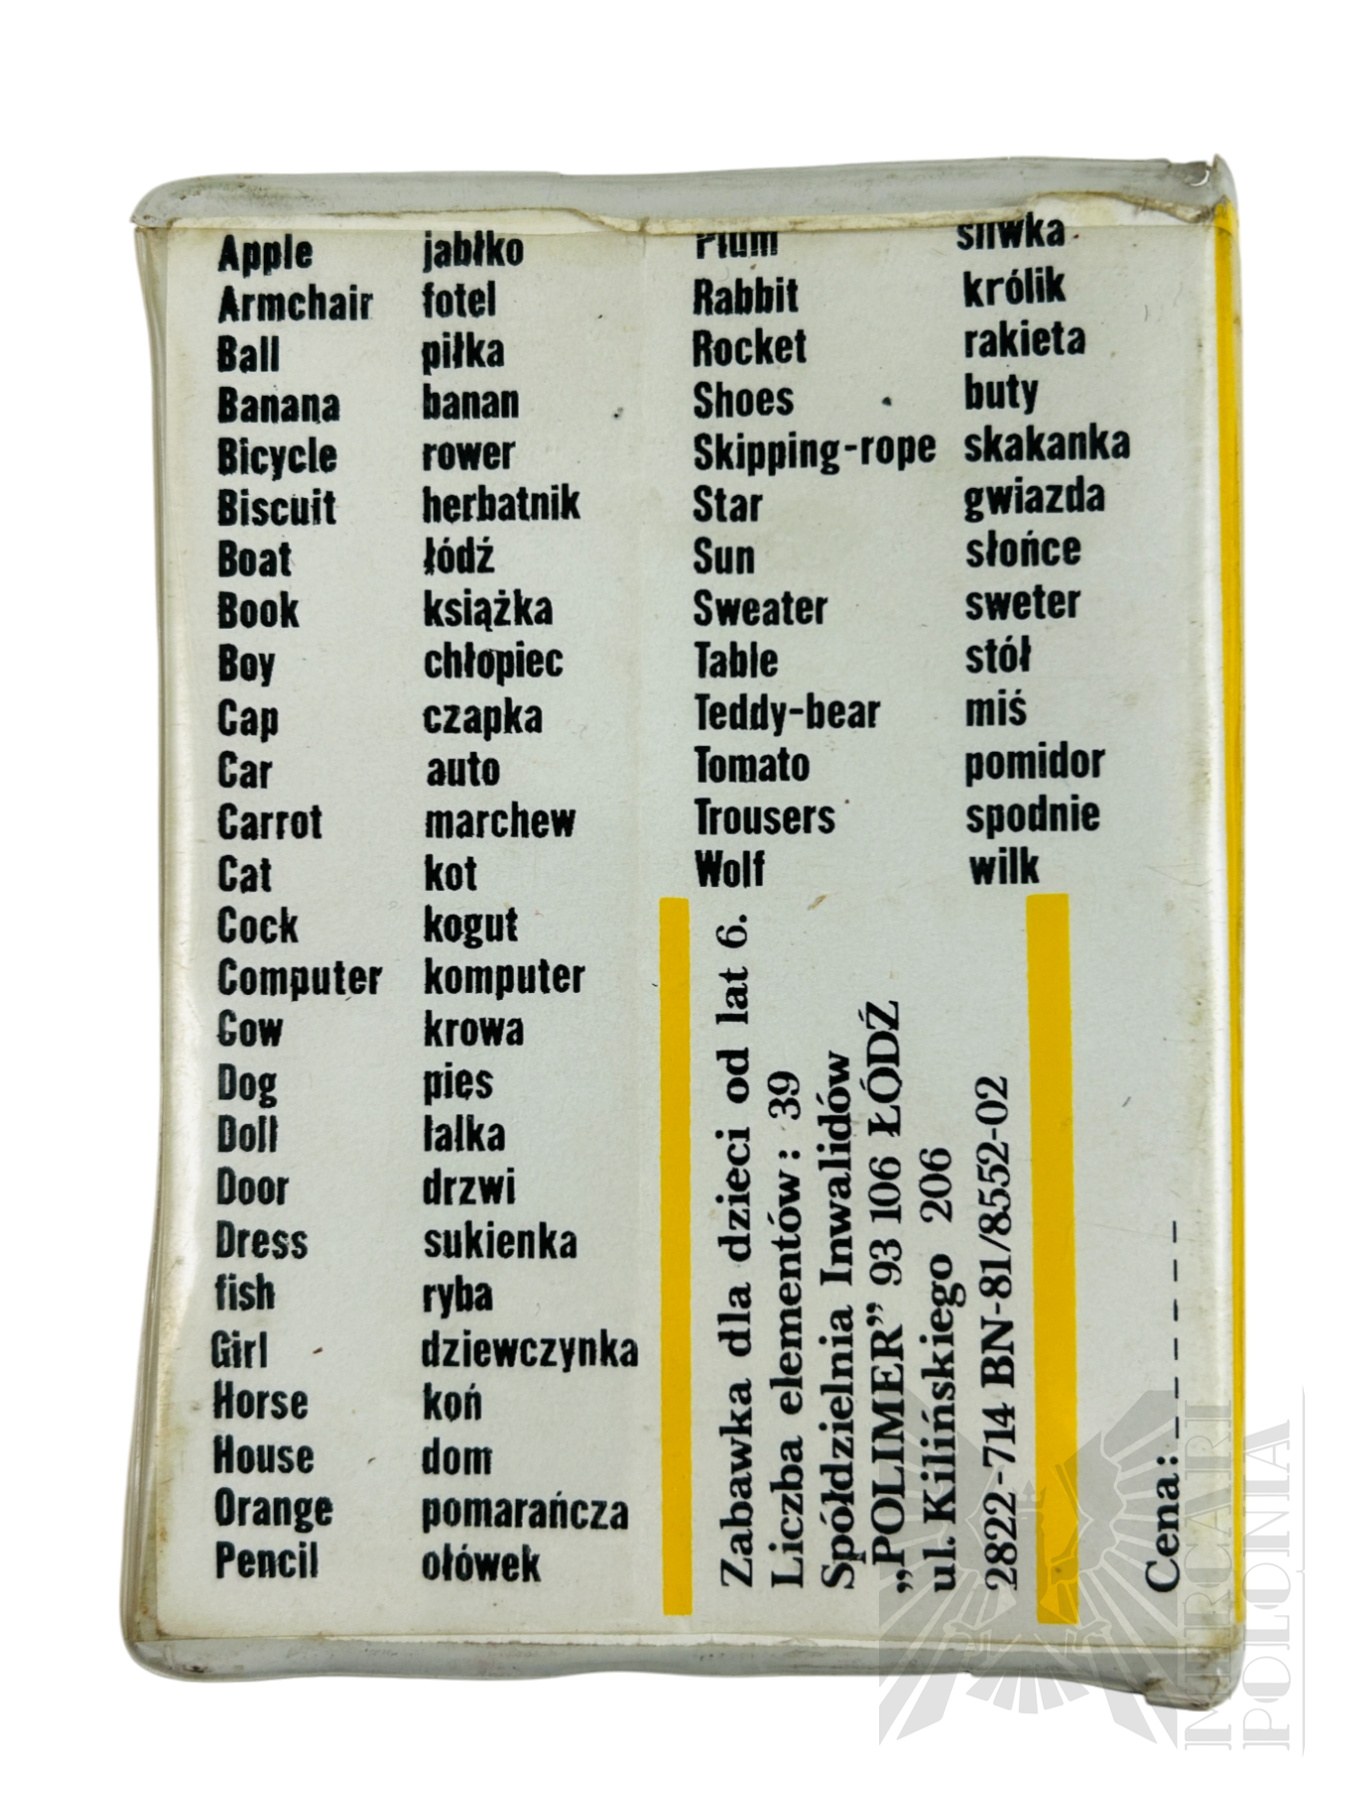 Apple jabłko
Armchair fotel
Ball piłka
Banana banan
Bicycle rower
Biscuit herbatnik
Boat łódź
Book książka
Boy chłopiec
Cap czapka
Car auto
Carrot marchew
Cat kot
Cock kogut
Computer komputer
Cow krowa
Dog pies
Doll lalka
Door drzwi
Dress sukienka
fish ryba
Girl dziewczynka
Horse koń
House dom
Orange pomarańcza
Pencil ołówek
Plum śliwka
Rabbit królik
Rocket rakieta
Shoes buty
Skipping-rope skakanka
Star gwiazda
Sun słońce
Sweater sweter
Table stół
Teddy-bear miś
Tomato pomidor
Trousers spodnie
Wolf wilk
Zabawka dla dzieci od lat 6.
Liczba elementów: 39
Spółdzielnia Inwalidów
„POLIMER” 93 106 ŁÓDŹ
ul. Kilińskiego 206
2822-714 BN-81/8552-02
Cena: ------
MERCARI
POLONIA